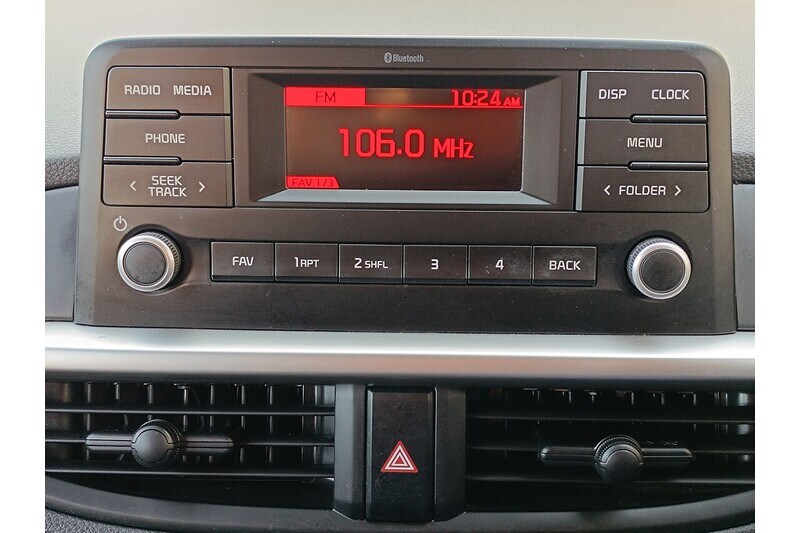 Bluetooth
RADIO MEDIA
PHONE
< SEEK TRACK >
FM 10:24 AM
106.0 MHz
FAV 1/3
DISP CLOCK
MENU
< FOLDER >
FAV 1 RPT 2 SHFL 3 4 BACK